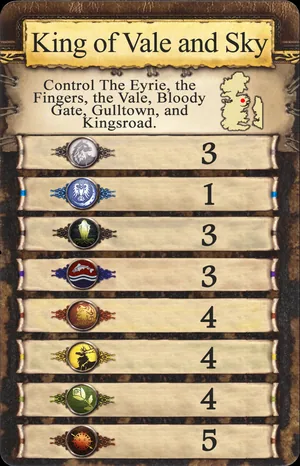 King of Vale and Sky
Control The Eyrie, the
Fingers, the Vale, Bloody
Gate, Gulltown, and
Kingsroad.
3
1
3
3
4
4
4
5